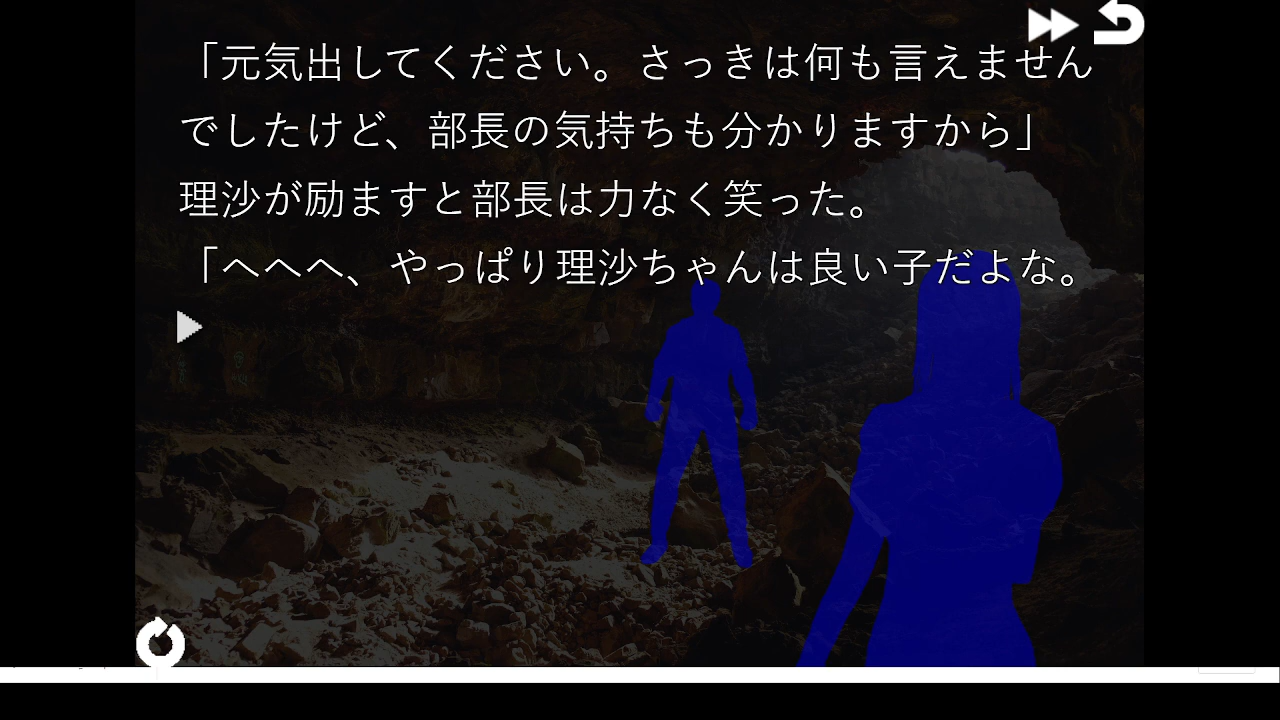 「元気出してください。さっきは何も言えません
でしたけど、部長の気持ちも分かりますから」
理沙が励ますと部長は力なく笑った。
「へへへ、やっぱり理沙ちゃんは良い子だよな。